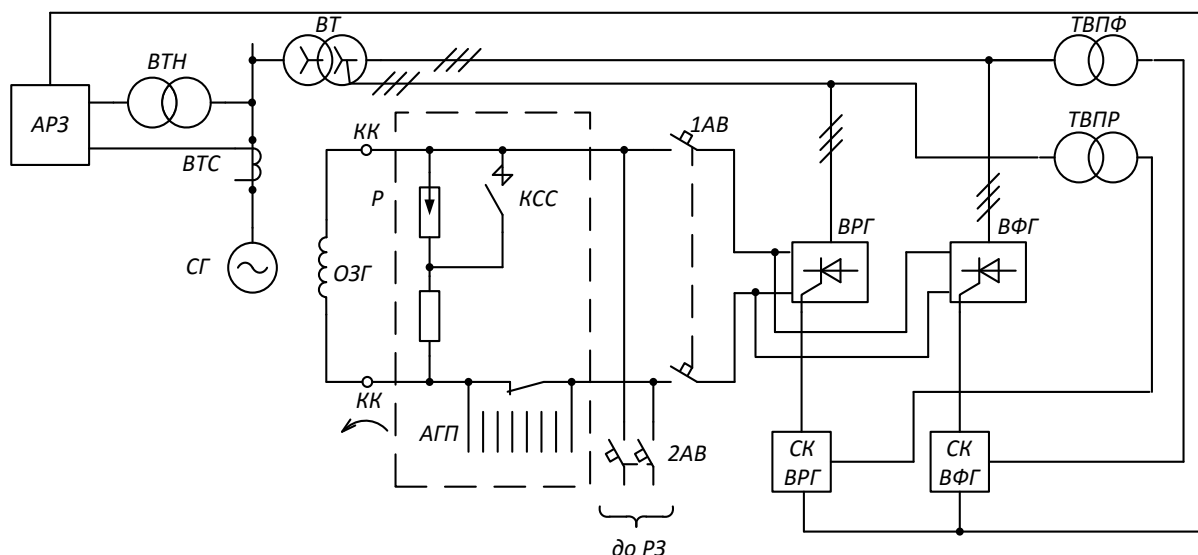 ВТ
ТВПФ
ВТН
АРЗ
ТВПР
КК
1АВ
ВТС
Р
КСС
ВРГ
ВФГ
СГ
ОЗГ
КК
АГП
2АВ
СК
ВРГ
СК
ВФГ
до РЗ